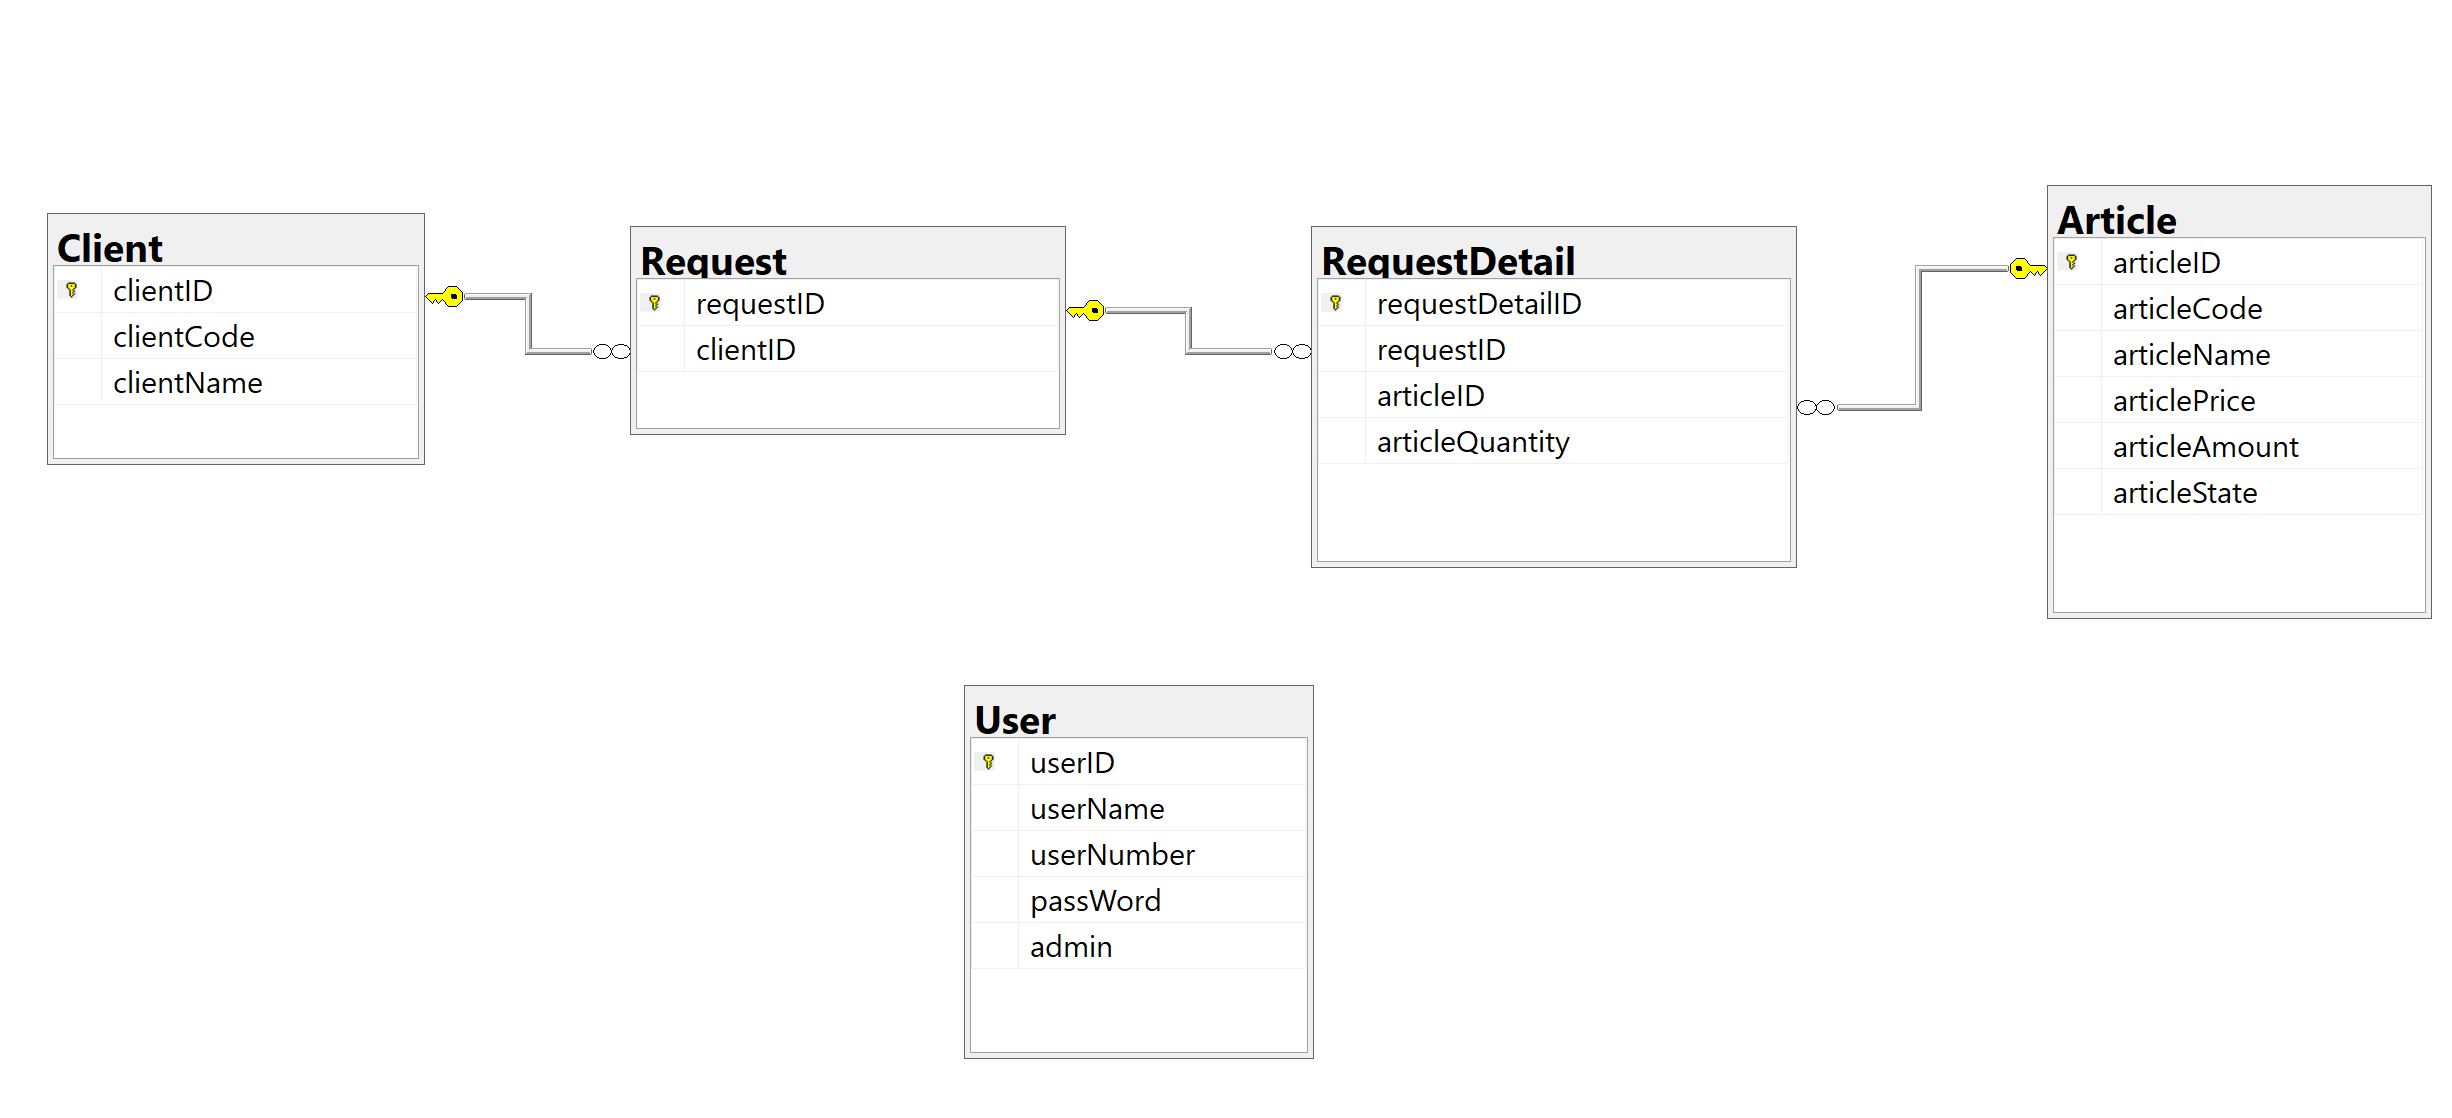 Client
clientID
clientCode
clientName
Request
requestID
clientID
RequestDetail
requestDetailID
requestID
articleID
articleQuantity
Article
articleID
articleCode
articleName
articlePrice
articleAmount
articleState
User
userID
userName
userNumber
passWord
admin